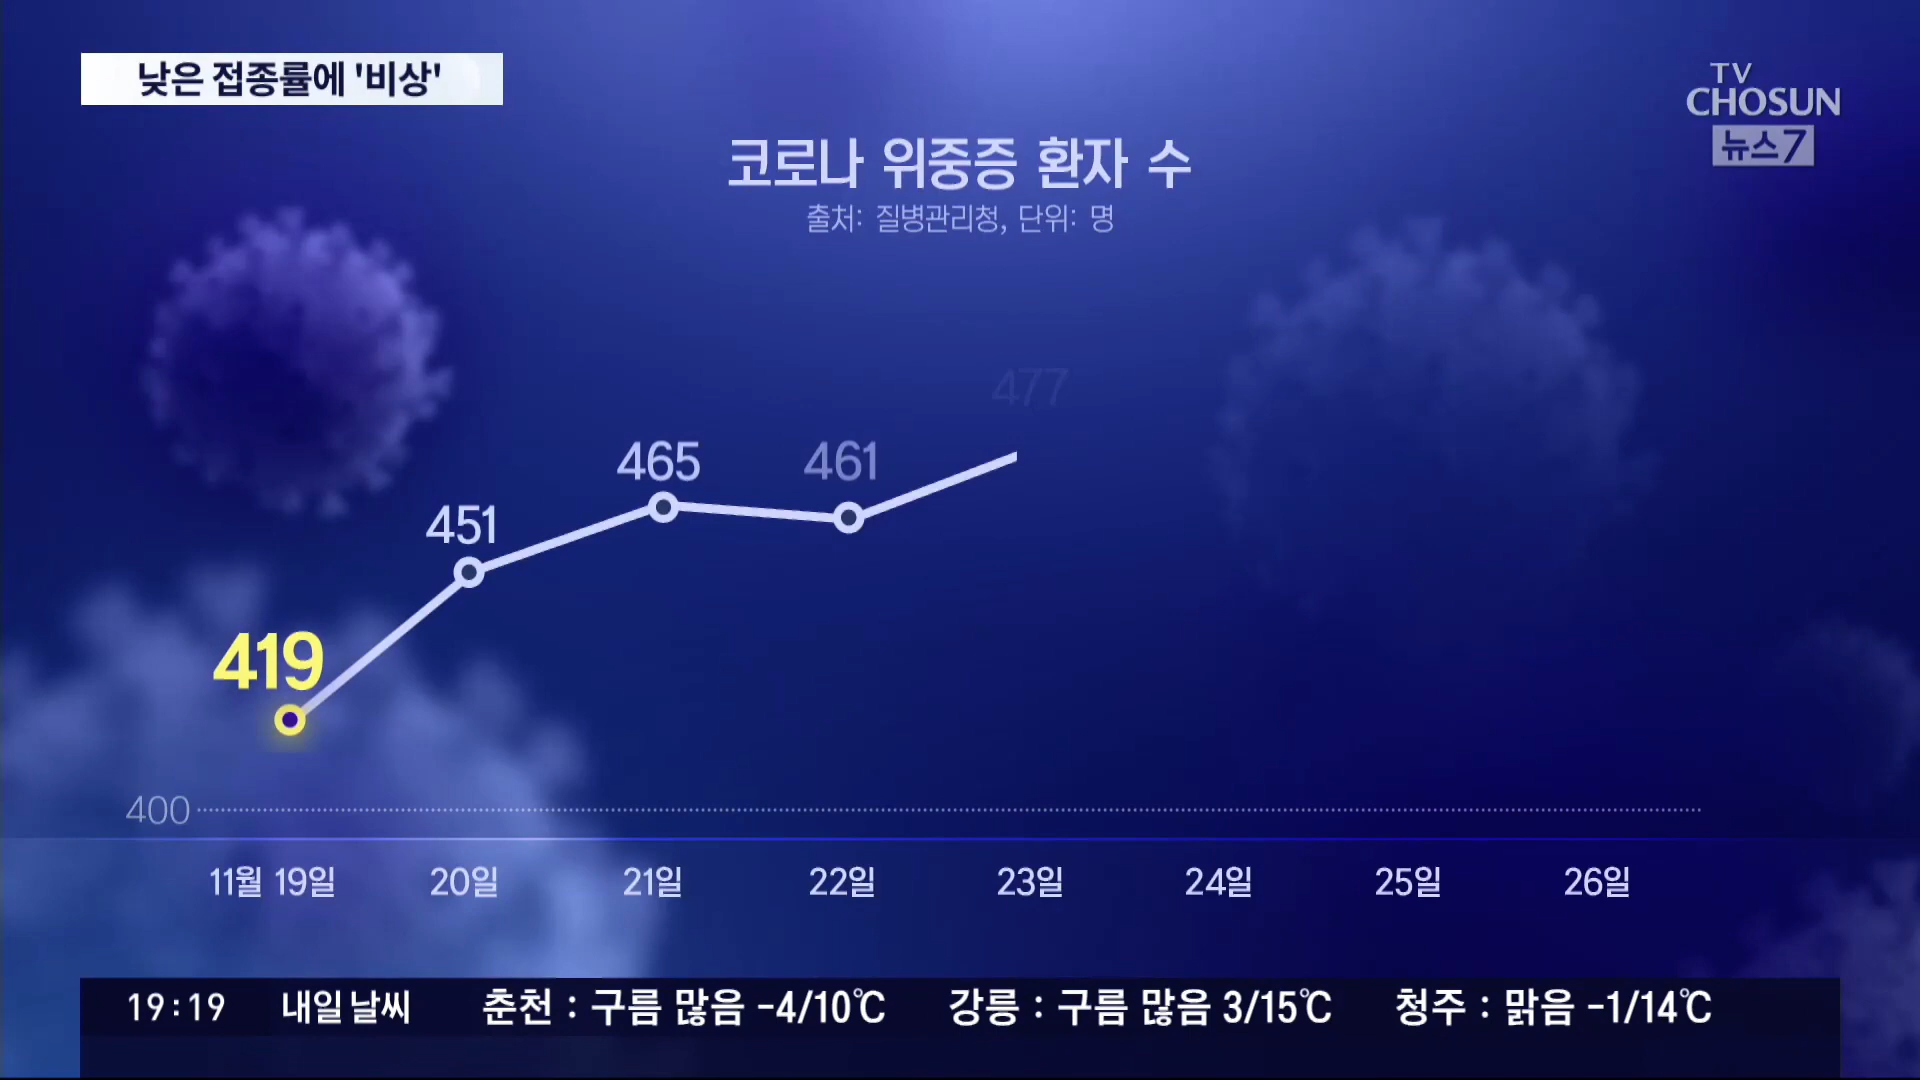 낮은 접종률에 '비상'
TV
CHOSUN
뉴스7
코로나 위중증 환자 수
출처: 질병관리청, 단위: 명
477
465
461
451
419
400
11월 19일 20일 21일 22일 23일 24일 25일 26일
19:19 내일 날씨 춘천 : 구름 많음 -4/10℃ 강릉 : 구름 많음 3/15℃ 청주 : 맑음 -1/14℃